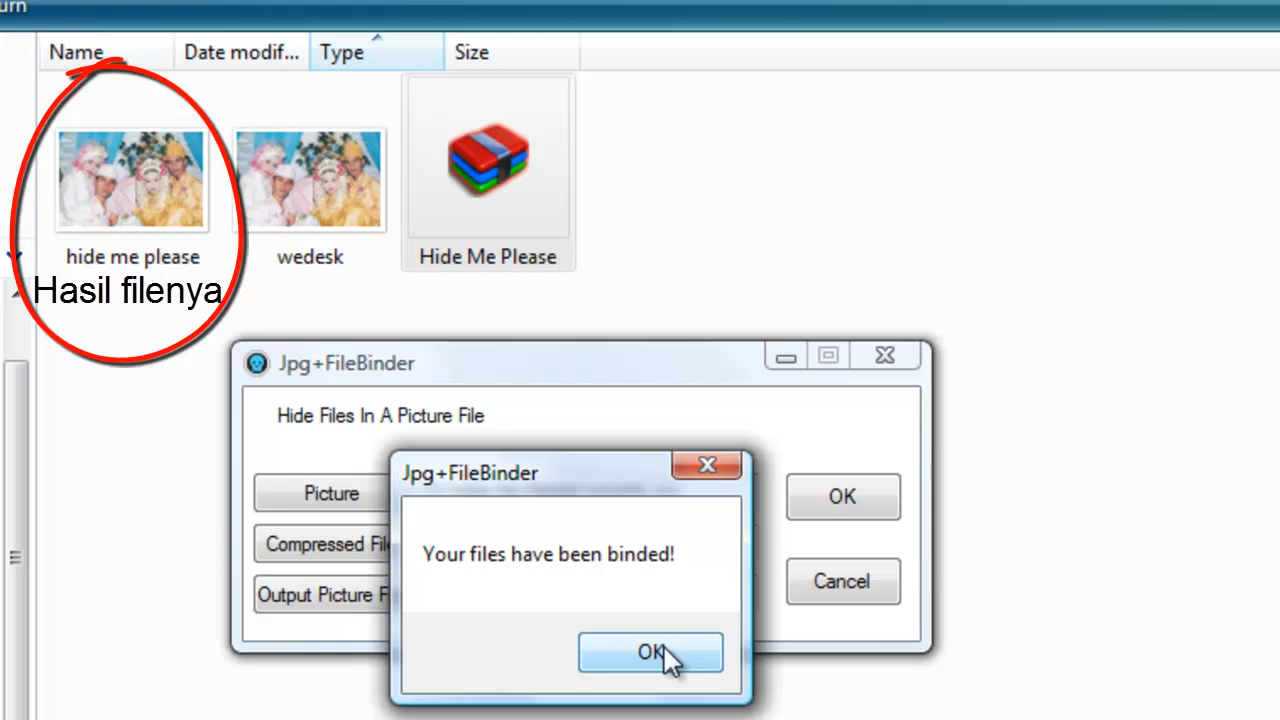 urn
Name
Date modif...
Type
Size
hide me please
wedesk
Hide Me Please
Hasil filenya
Jpg+FileBinder
Hide Files In A Picture File
Jpg+FileBinder
Picture
OK
Compressed File
Your files have been binded!
Cancel
Output Picture F
OK